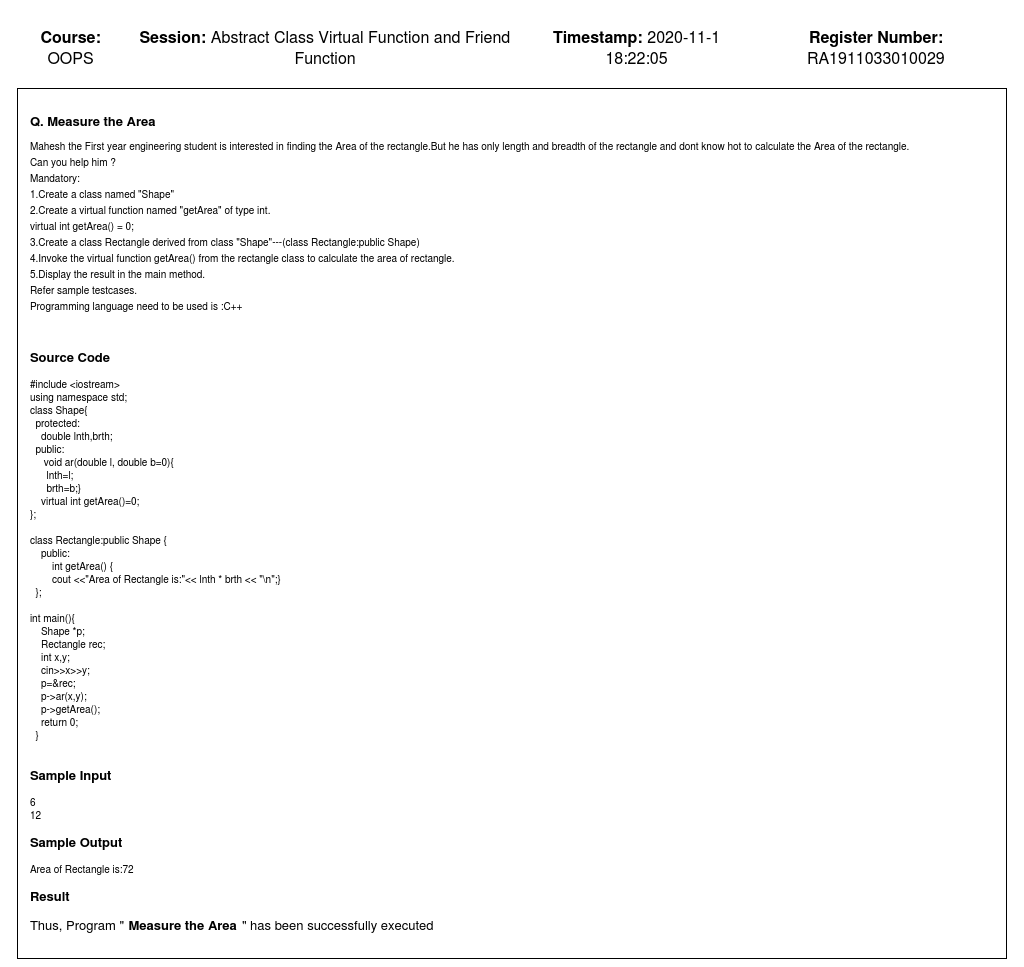 Course:
OOPS
Session: Abstract Class Virtual Function and Friend
Function
Timestamp: 2020-11-1
18:22:05
Register Number:
RA1911033010029
Q. Measure the Area
Mahesh the First year engineering student is interested in finding the Area of the rectangle.But he has only length and breadth of the rectangle and dont know hot to calculate the Area of the rectangle.
Can you help him ?
Mandatory:
1.Create a class named "Shape"
2.Create a virtual function named "getArea" of type int.
virtual int getArea() = 0;
3.Create a class Rectangle derived from class "Shape"---(class Rectangle:public Shape)
4.Invoke the virtual function getArea() from the rectangle class to calculate the area of rectangle.
5.Display the result in the main method.
Refer sample testcases.
Programming language need to be used is :C++
Source Code
#include <iostream>
using namespace std;
class Shape{
protected:
double lnth,brth;
public:
void ar(double l, double b=0){
lnth=l;
brth=b;}
virtual int getArea()=0;
};
class Rectangle:public Shape {
public:
int getArea() {
cout <<"Area of Rectangle is:"<< lnth * brth << "\n";}
};
int main(){
Shape *p;
Rectangle rec;
int x,y;
cin>>x>>y;
p=&rec;
p->ar(x,y);
p->getArea();
return 0;
}
Sample Input
6
12
Sample Output
Area of Rectangle is:72
Result
Thus, Program " Measure the Area " has been successfully executed